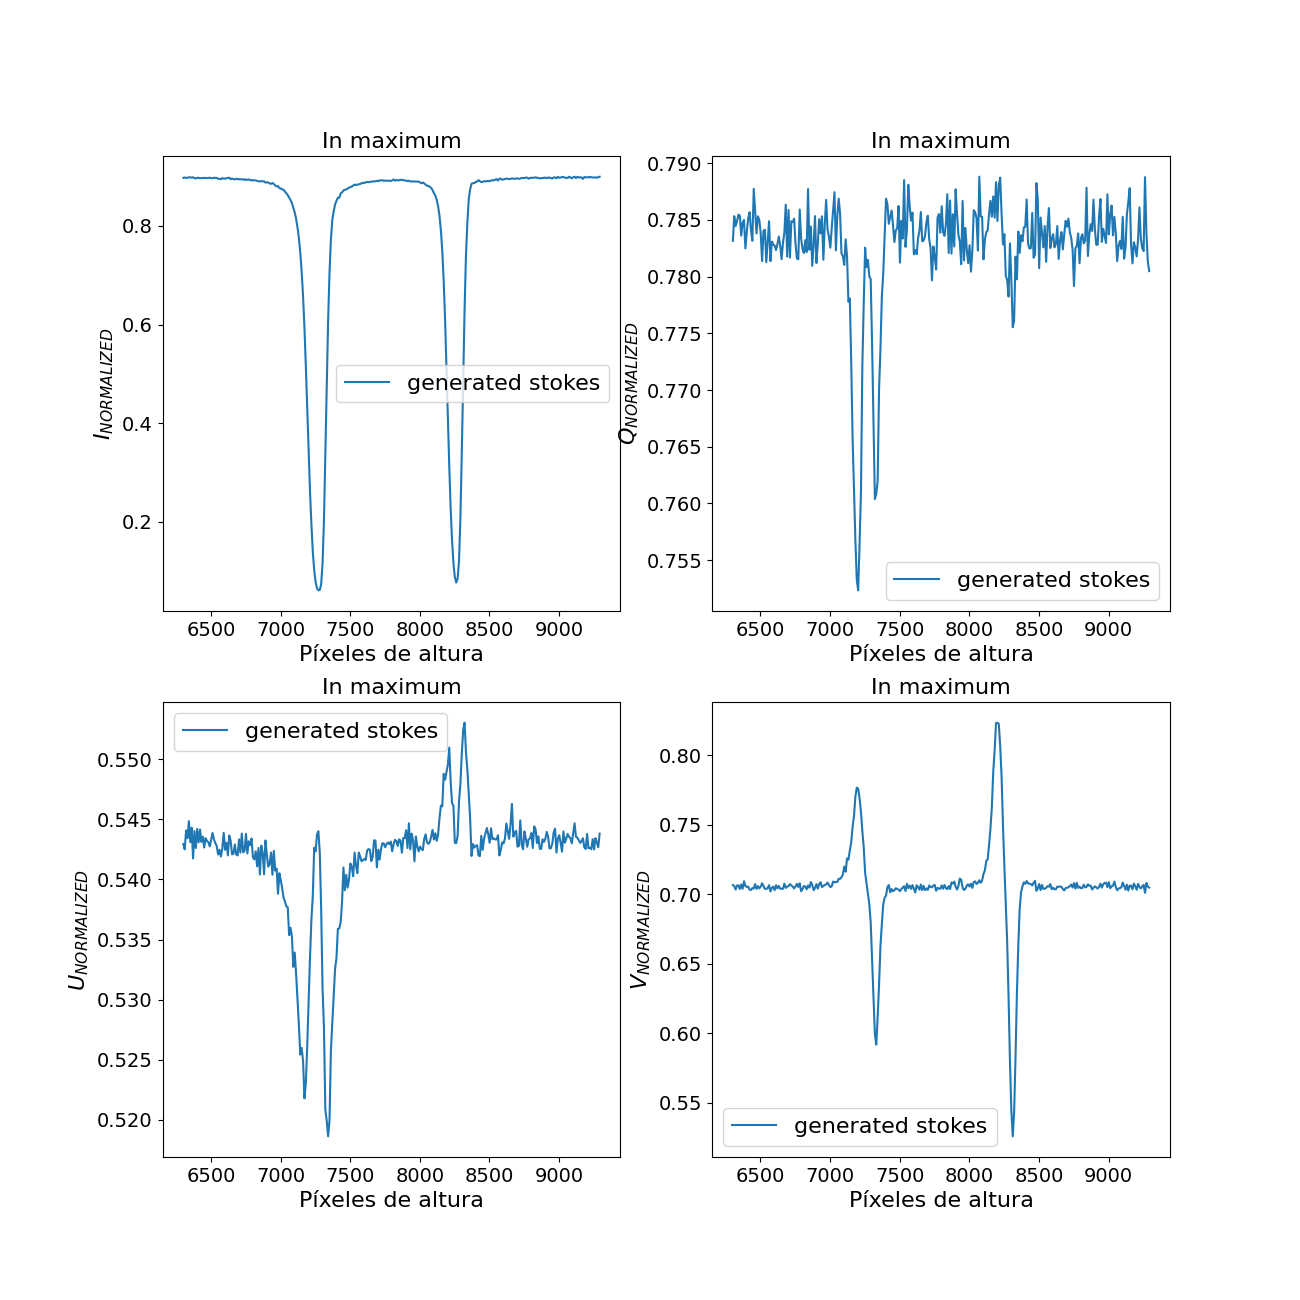 In maximum
In maximum
I_NORMALIZED
0.8
0.6
0.4
0.2
generated stokes
6500 7000 7500 8000 8500 9000
Píxeles de altura
Q_NORMALIZED
0.790
0.785
0.780
0.775
0.770
0.765
0.760
0.755
generated stokes
6500 7000 7500 8000 8500 9000
Píxeles de altura
In maximum
In maximum
U_NORMALIZED
generated stokes
0.550
0.545
0.540
0.535
0.530
0.525
0.520
6500 7000 7500 8000 8500 9000
Píxeles de altura
V_NORMALIZED
0.80
0.75
0.70
0.65
0.60
0.55
generated stokes
6500 7000 7500 8000 8500 9000
Píxeles de altura